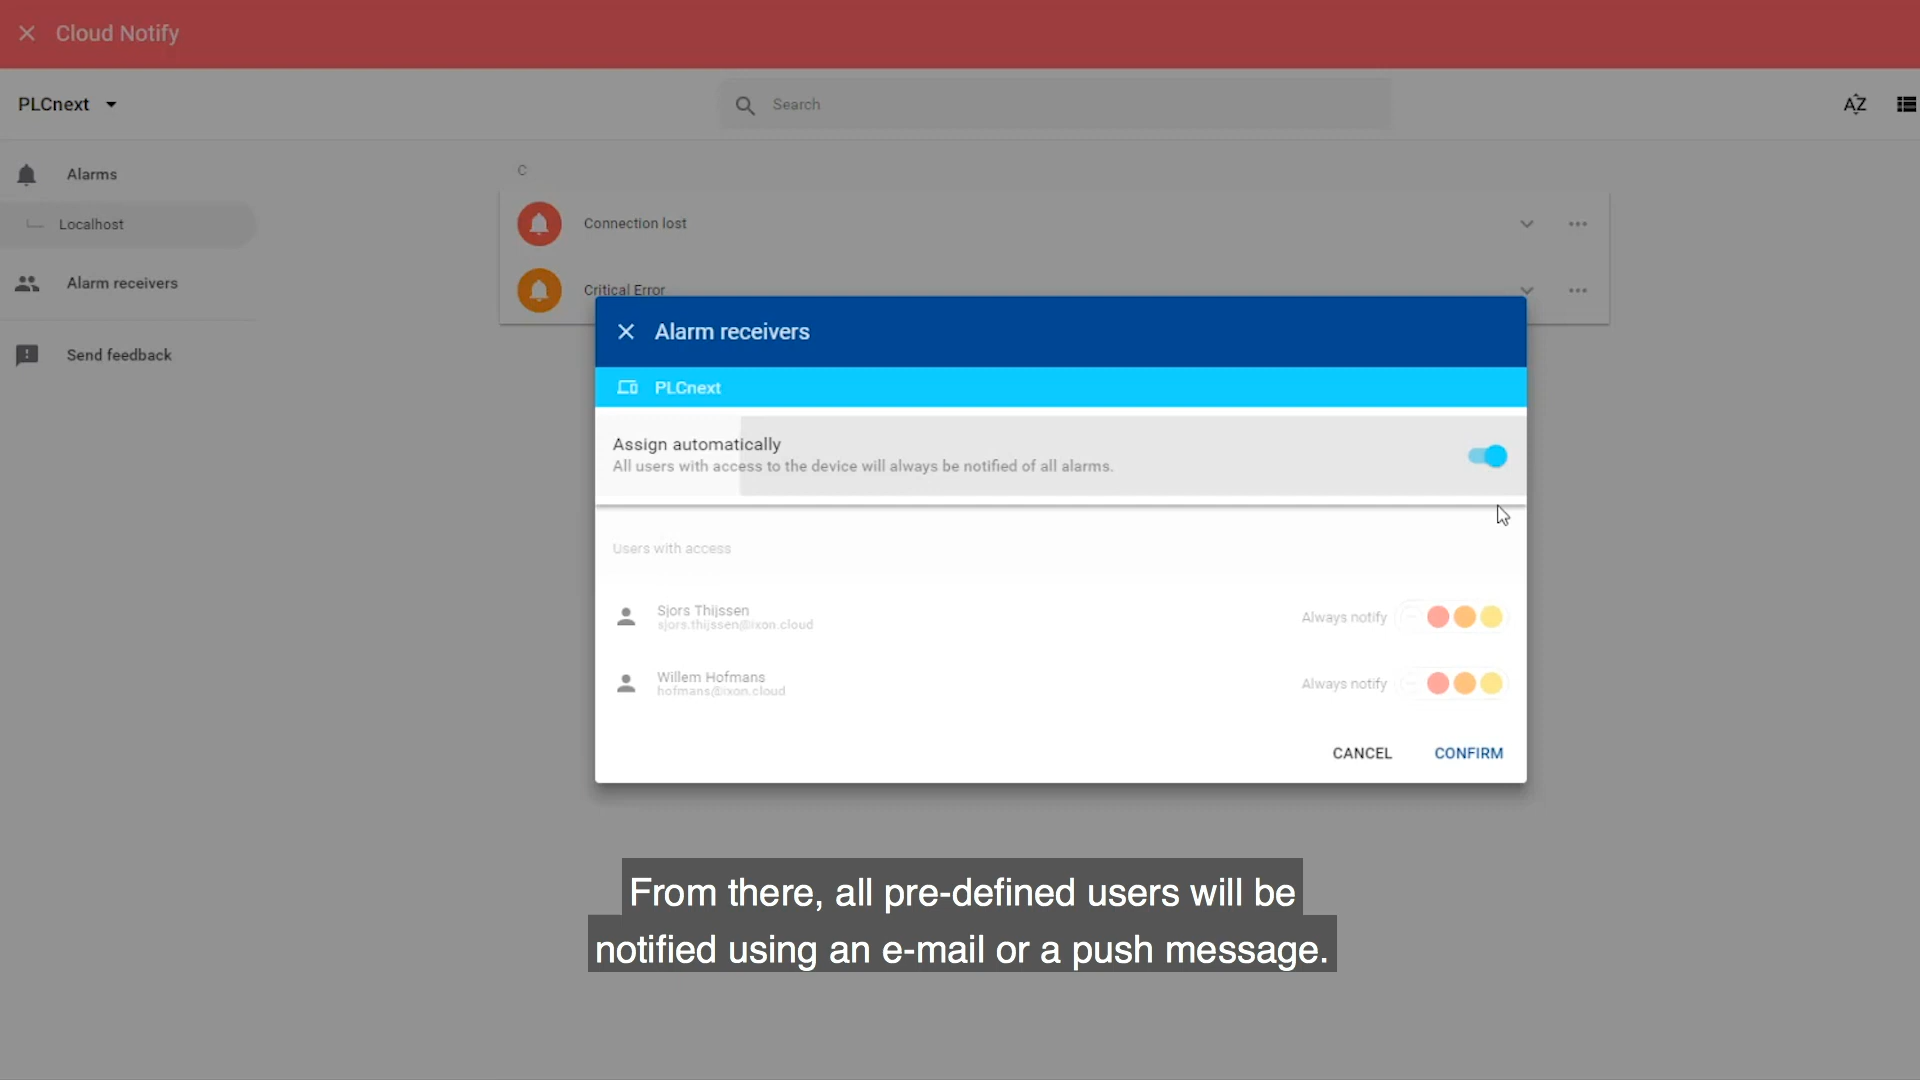 Cloud Notify
PLCnext
Search
AZ
Alarms
Localhost
Alarm receivers
Send feedback
C
Connection lost
Critical Error
Alarm receivers
PLCnext
Assign automatically
All users with access to the device will always be notified of all alarms.
Users with access
Sjors Thijssen
sjors.thijssen@ixon.cloud
Always notify
Willem Hofmans
hofmans@ixon.cloud
Always notify
CANCEL
CONFIRM
From there, all pre-defined users will be
notified using an e-mail or a push message.